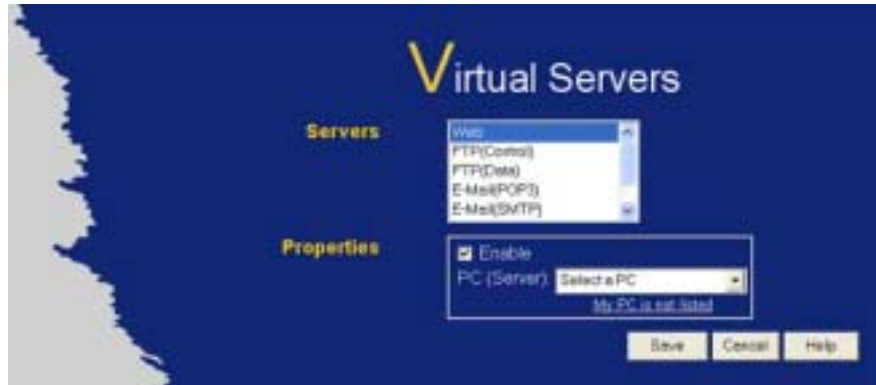 Virtual Servers
Servers
Web
FTP(Control)
FTP(Data)
E-Mail(POP3)
E-Mail(SMTP)
Properties
Enable
PC (Server): Select a PC
My PC is not listed
Save Cancel Help